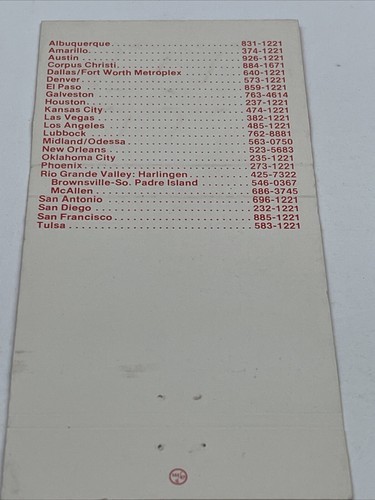 Albuquerque 831-1221
Amarillo 374-1221
Austin 926-1221
Corpus Christi 884-1671
Dallas/Fort Worth Metroplex 640-1221
Denver 573-1221
El Paso 859-1221
Galveston 763-4614
Houston 237-1221
Kansas City 474-1221
Las Vegas 382-1221
Los Angeles 485-1221
Lubbock 762-8881
Midland/Odessa 563-0750
New Orleans 523-5683
Oklahoma City 235-1221
Phoenix 273-1221
Rio Grande Valley: Harlingen 425-7322
Brownsville-So. Padre Island 546-0367
McAllen 686-3745
San Antonio 696-1221
San Diego 232-1221
San Francisco 885-1221
Tulsa 583-1221